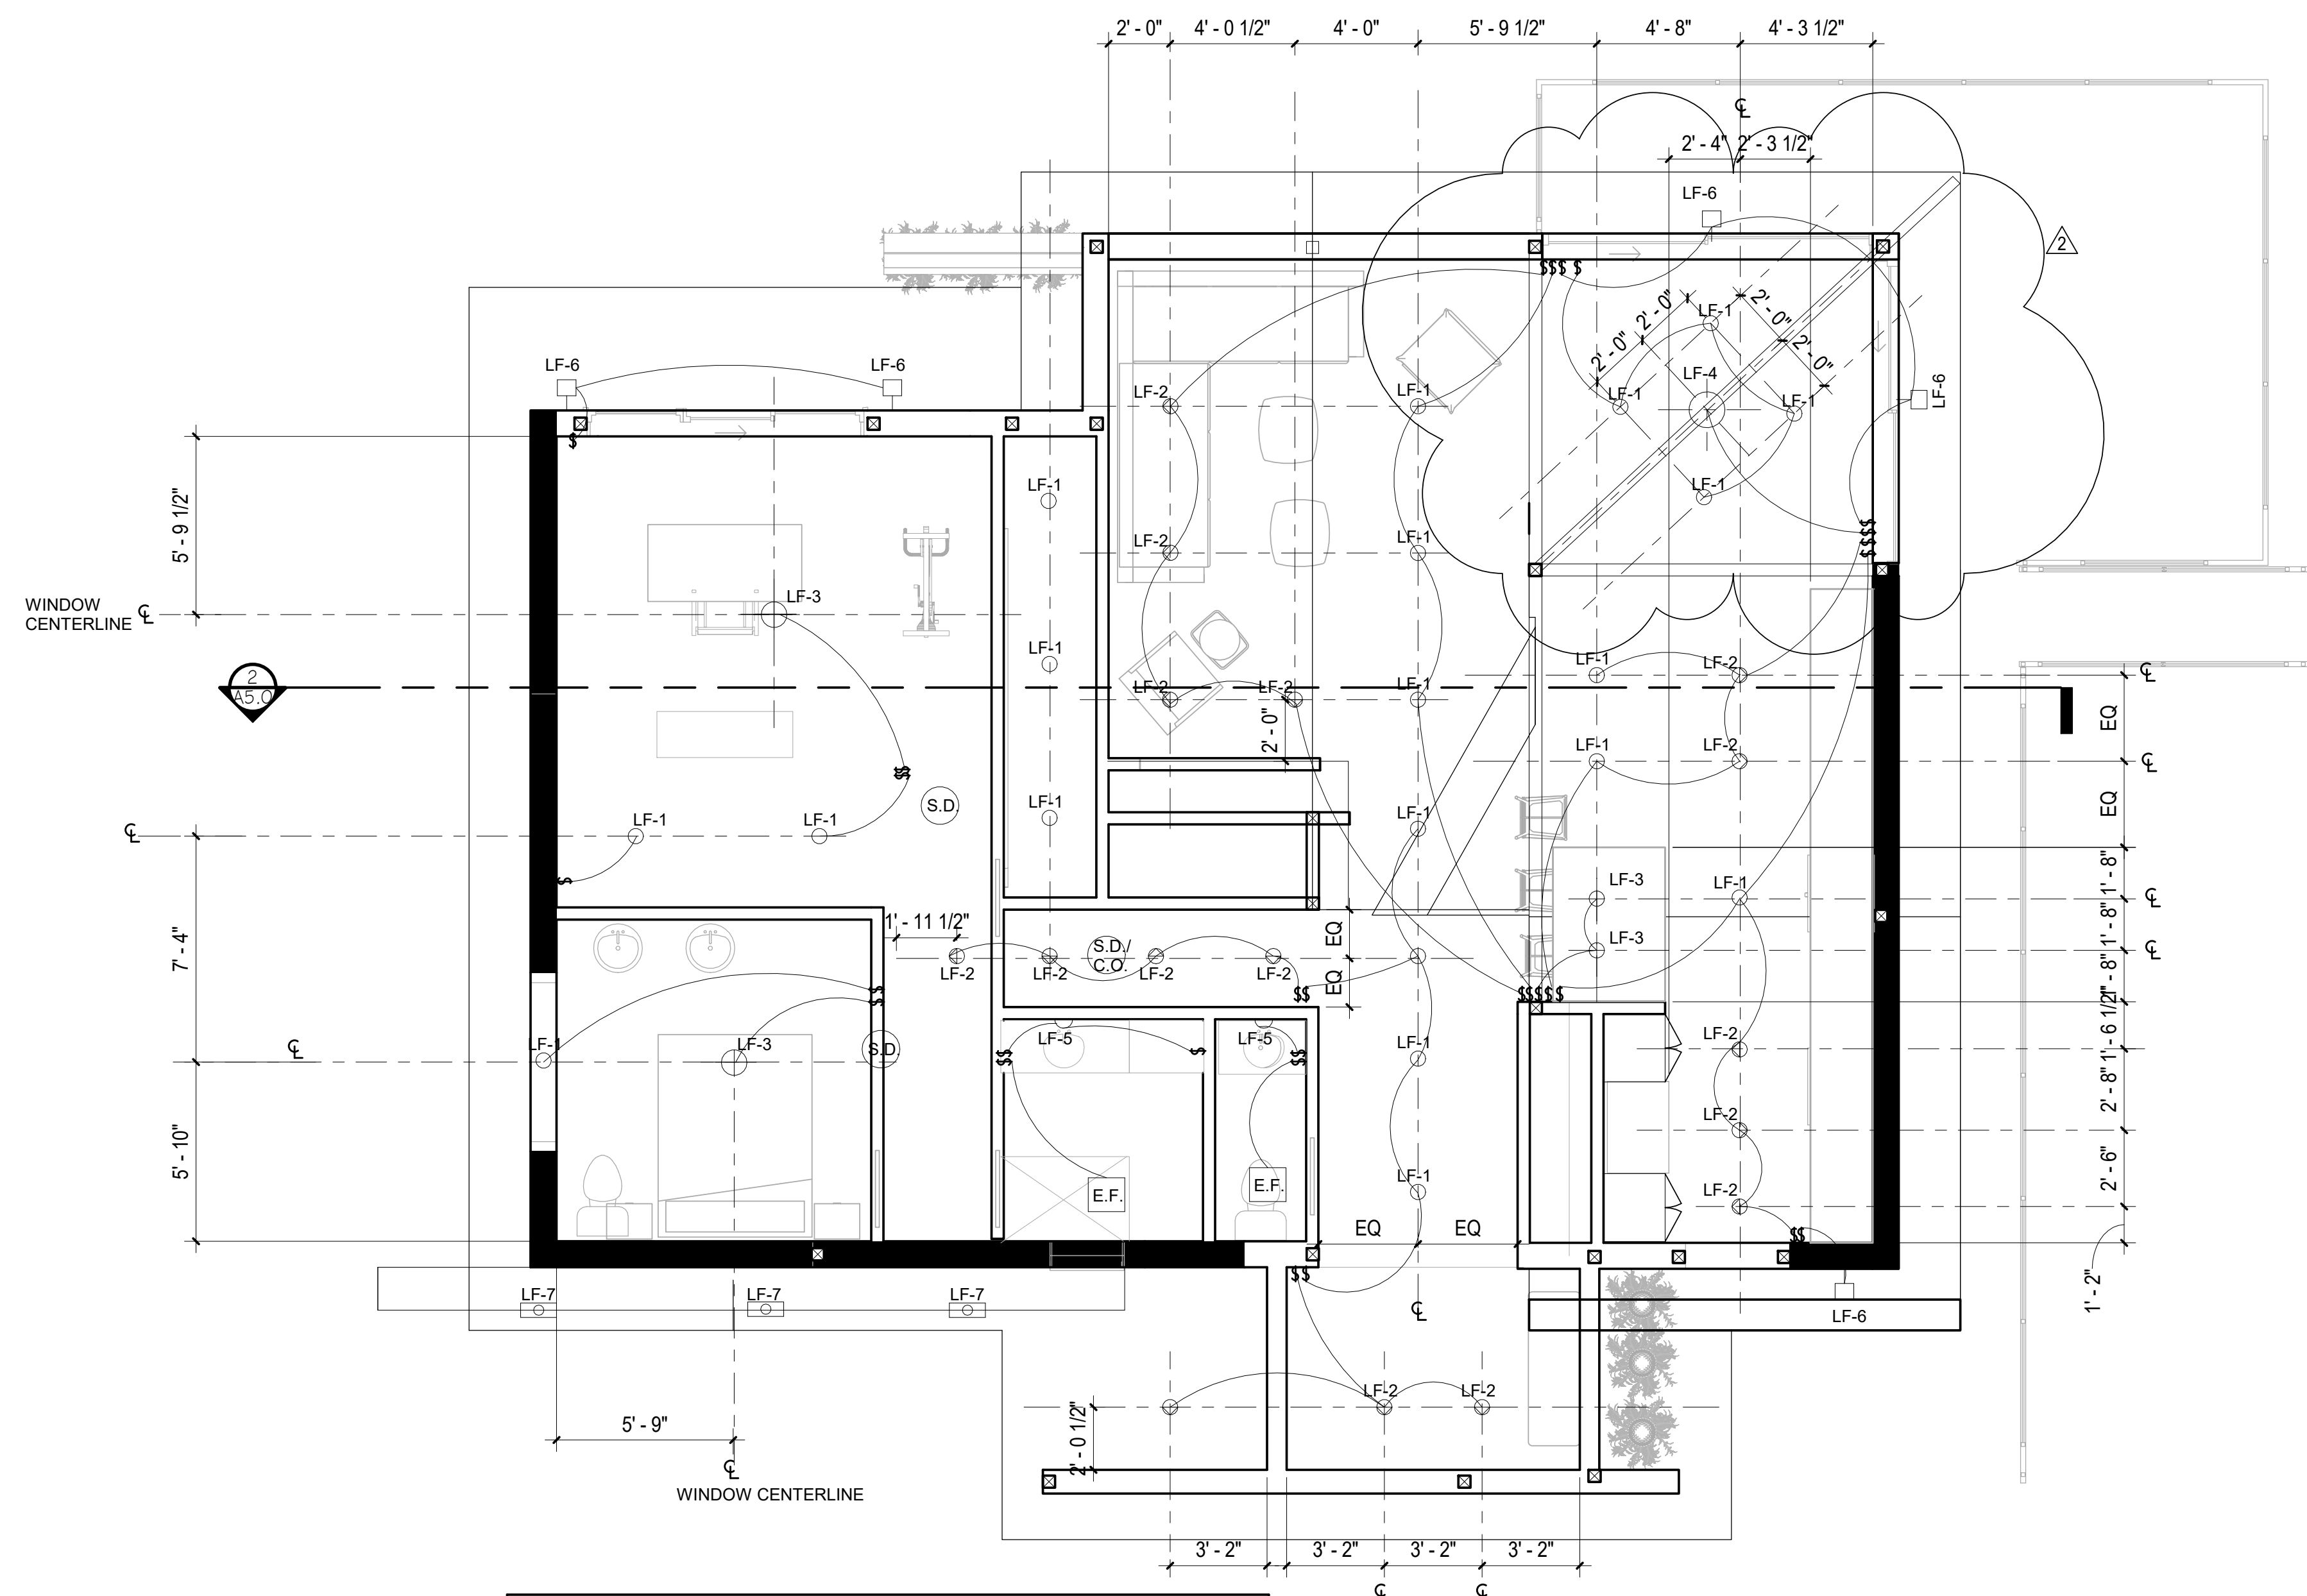 2' - 0" 4' - 0 1/2" 4' - 0" 5' - 9 1/2" 4' - 8" 4' - 3 1/2"
℄
2' - 4" 2' - 3 1/2"
LF-6
2
2' - 0" 2' - 0"
LF-1
2' - 0" 2' - 0"
LF-6 LF-6
LF-4
LF-6
LF-2 LF-1 LF-1 LF-1
$$$ $
$
LF-1 LF-1
5' - 9 1/2"
LF-2 LF-1
$$$$
LF-3
WINDOW
CENTERLINE ℄
LF-1 LF-1 LF-2 ℄
2
A5.0
LF-2 LF-2 LF-1
2' - 0"
EQ
LF-1 LF-2 ℄
$$
S.D.
EQ
LF-1 LF-1
℄ LF-1 LF-1
1' - 8"
$
LF-3 LF-1 ℄
1' - 11 1/2"
7' - 4"
EQ
1' - 8"
LF-3 ℄
S.D./
C.O.
LF-2 LF-2 LF-2 LF-2
EQ
1' - 8"
$$ $$ $$$$ $
1' - 6 1/2"
LF-1 LF-3 S.D. LF-5 LF-5 LF-1 LF-2
℄
$$ $ $$
1' - 6
2' - 8"
LF-2
5' - 10"
E.F. E.F. LF-1 LF-2
2' - 6"
EQ EQ
$$
$$
1' - 2"
LF-7 LF-7 LF-7 ℄ LF-6
LF-2 LF-2
2' - 0 1/2"
5' - 9"
℄
WINDOW CENTERLINE
3' - 2" 3' - 2" 3' - 2" 3' - 2"
℄ ℄